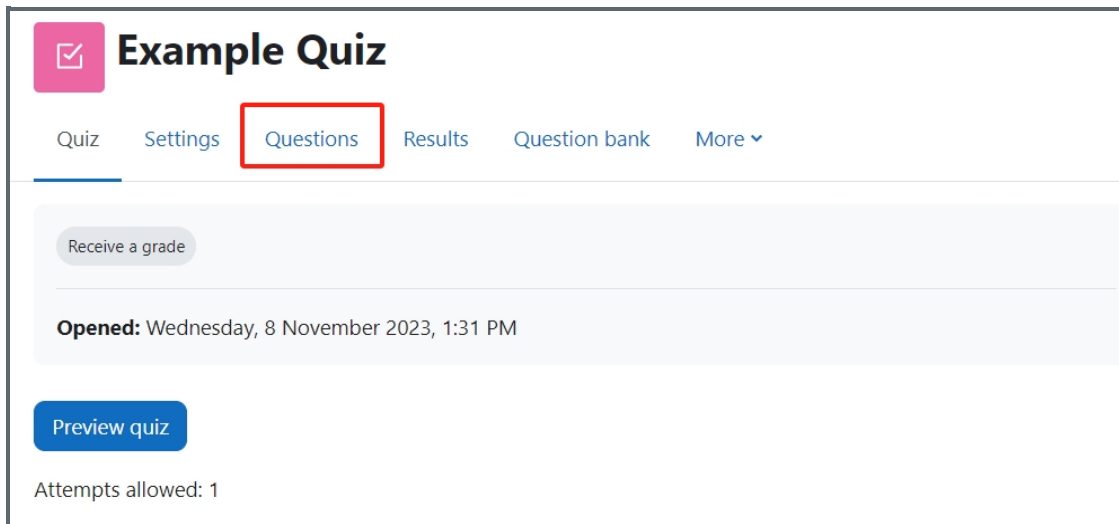 Example Quiz
Quiz Settings Questions Results Question bank More
Receive a grade
Opened: Wednesday, 8 November 2023, 1:31 PM
Preview quiz
Attempts allowed: 1